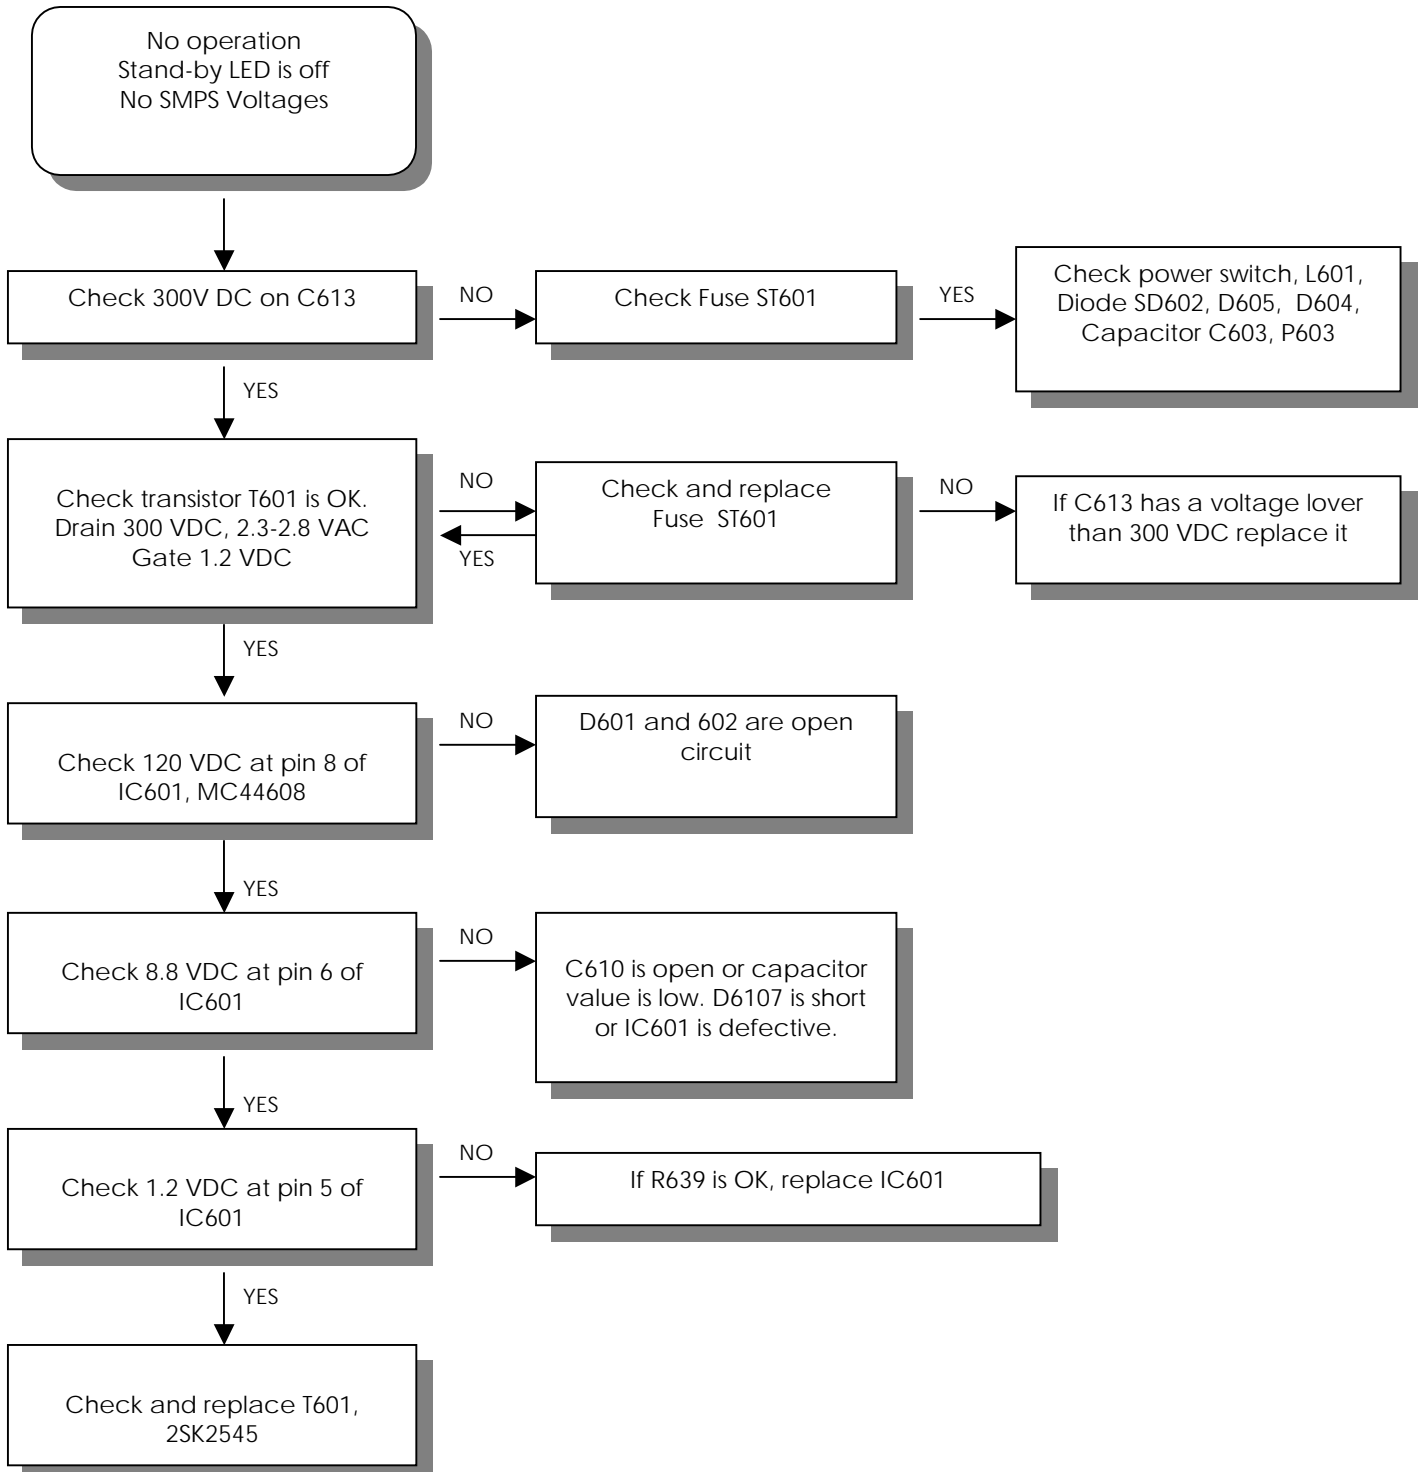 No operation
Stand-by LED is off
No SMPS Voltages
Check 300V DC on C613
NO
Check Fuse ST601
YES
Check power switch, L601,
Diode SD602, D605, D604,
Capacitor C603, P603
YES
Check transistor T601 is OK.
Drain 300 VDC, 2.3-2.8 VAC
Gate 1.2 VDC
NO
YES
Check and replace
Fuse ST601
NO
If C613 has a voltage lover
than 300 VDC replace it
YES
Check 120 VDC at pin 8 of
IC601, MC44608
NO
D601 and 602 are open
circuit
YES
Check 8.8 VDC at pin 6 of
IC601
NO
C610 is open or capacitor
value is low. D6107 is short
or IC601 is defective.
YES
Check 1.2 VDC at pin 5 of
IC601
NO
If R639 is OK, replace IC601
YES
Check and replace T601,
2SK2545